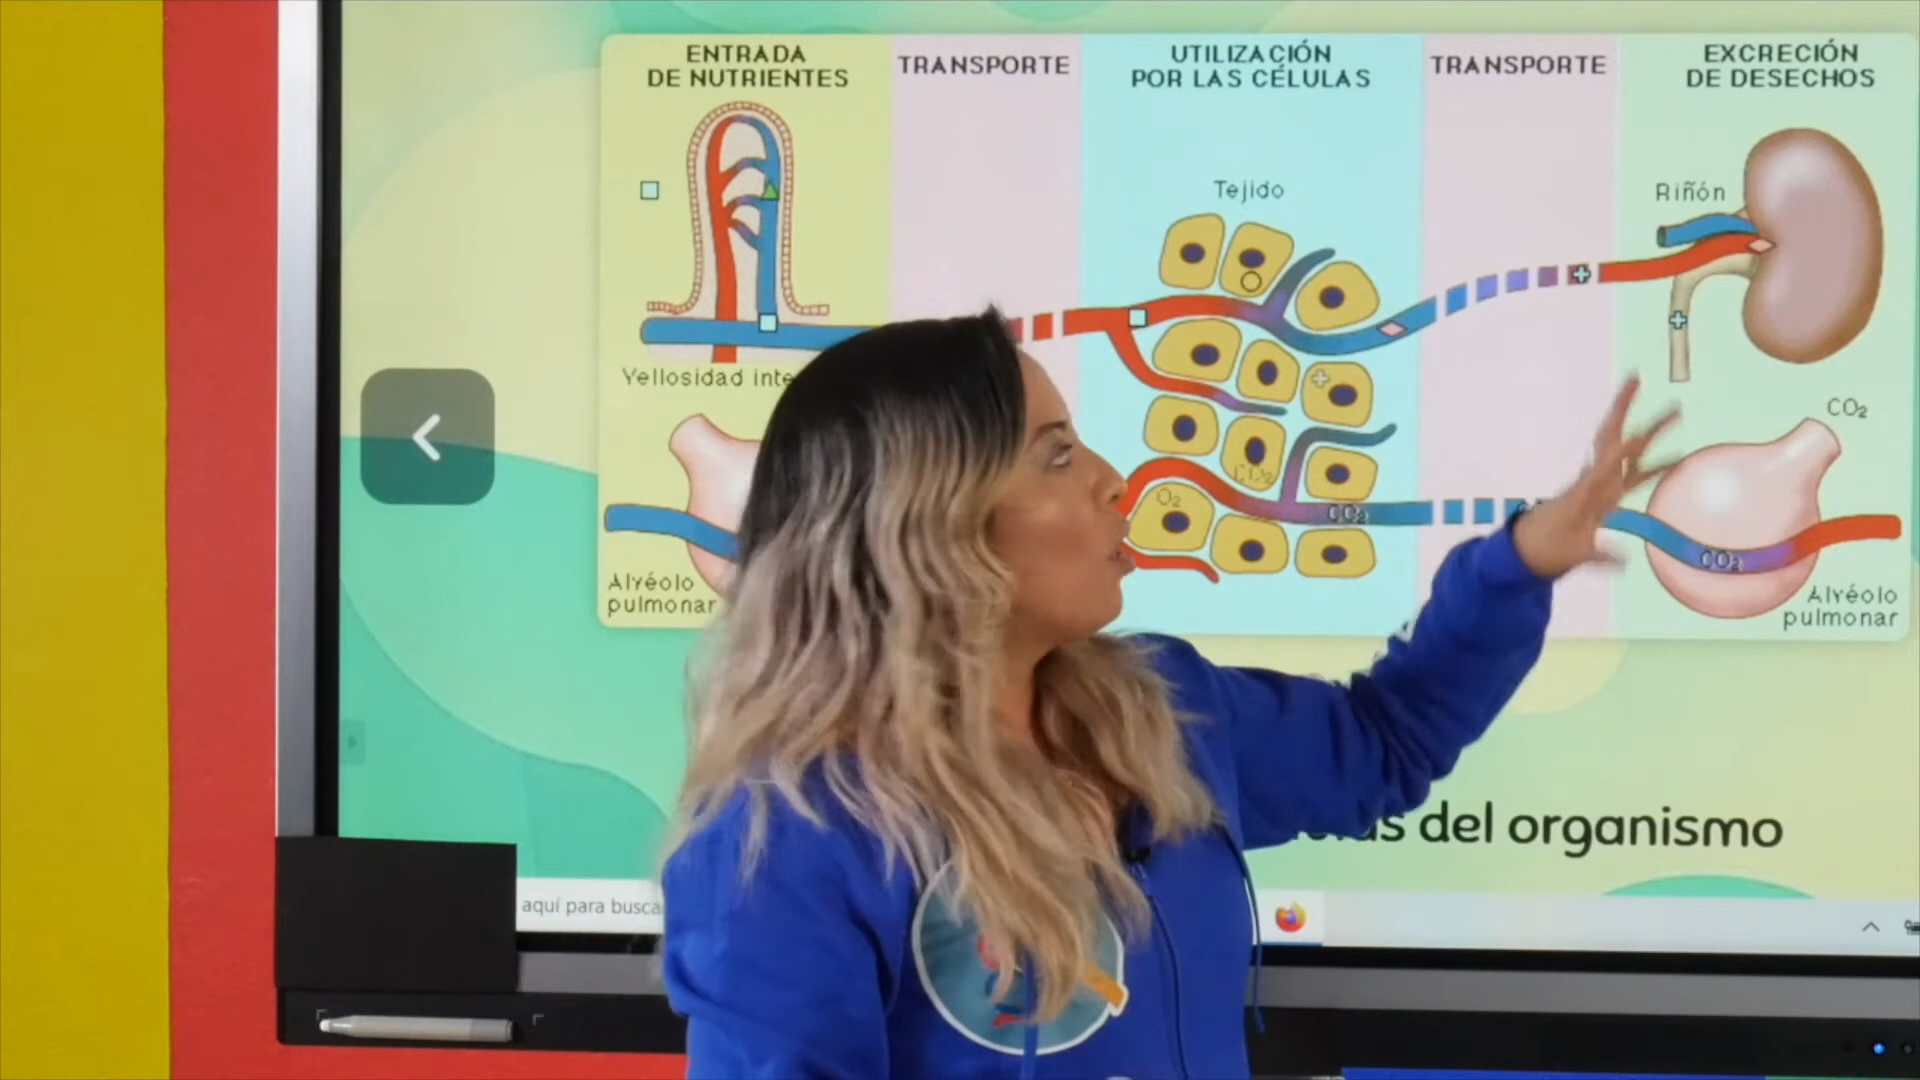 ENTRADA
DE NUTRIENTES
TRANSPORTE
UTILIZACIÓN
POR LAS CÉLULAS
TRANSPORTE
EXCRECIÓN
DE DESECHOS
Tejido
Riñón
Vellosidad inte
CO₂
CO₂
O₂
CO₂
CO₂
Alvéolo
pulmonar
Alvéolo
pulmonar
del organismo
aquí para busca